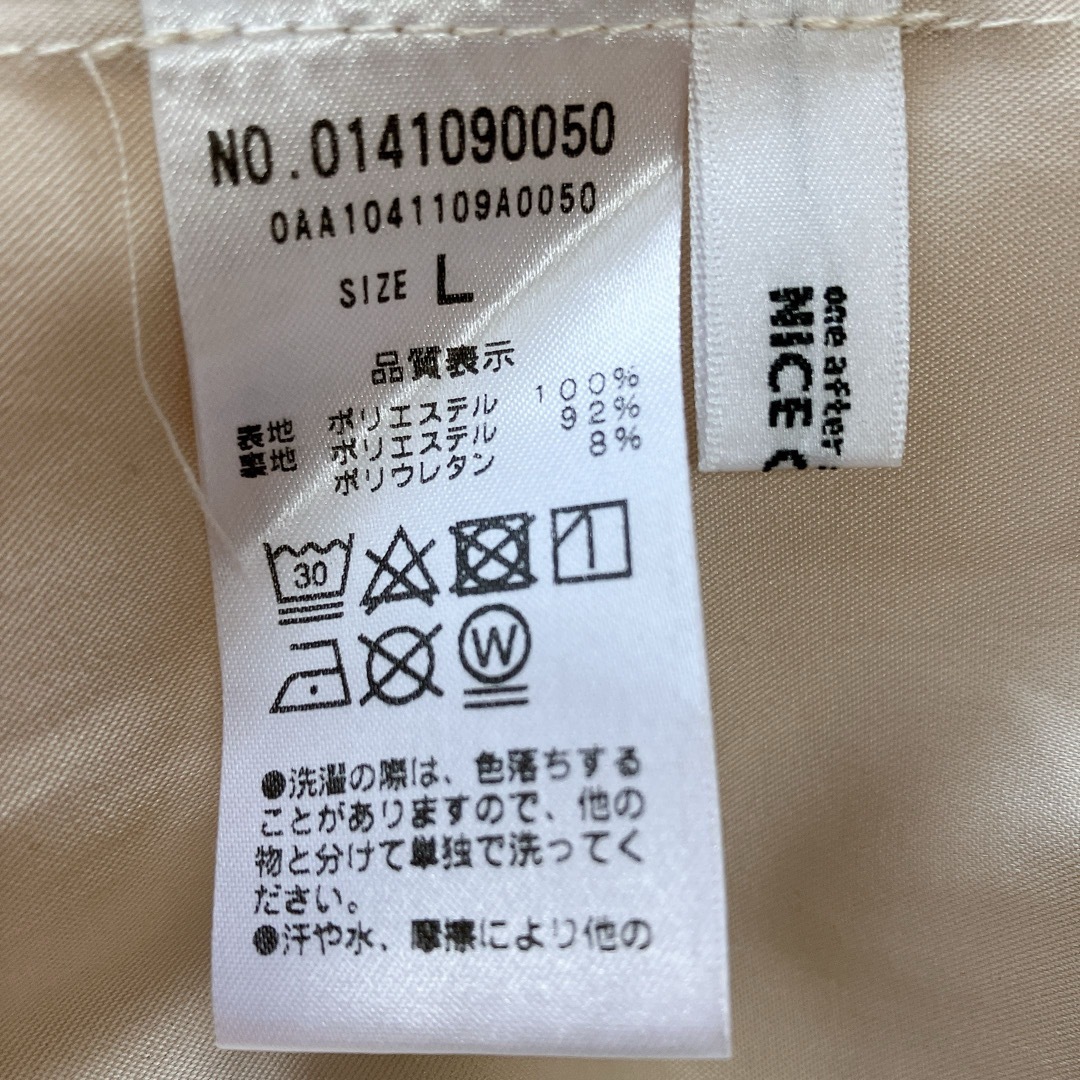 NO.0141090050
0AA1041109A0050
SIZE L
品質表示
表地 ポリエステル 100%
ポリエステル 92%
ポリウレタン 8%
30
W
●洗濯の際は、色落ちする
ことがありますので、他の
物と分けて単独で洗ってく
ださい。
●汗や水、摩擦により他の
one after
NICE C